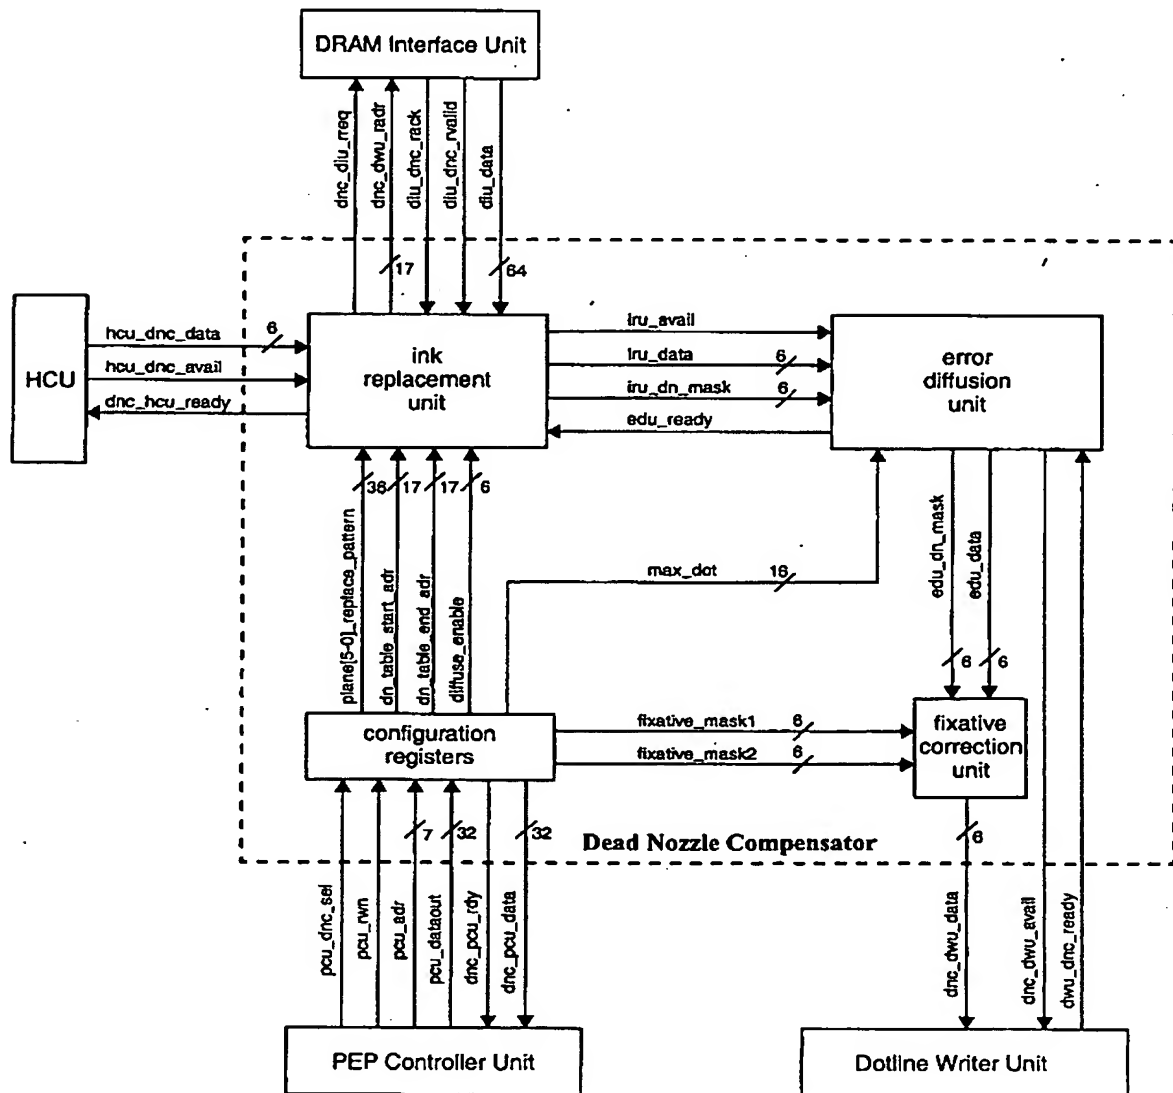 DRAM Interface Unit
dnc_diu_rreq
dnc_dwu_radr
diu_dnc_rack
diu_dnc_rvalid
diu_data
17
64
HCU
hcu_dnc_data
6
hcu_dnc_avail
dnc_hcu_ready
ink
replacement
unit
iru_avail
iru_data
6
iru_dn_mask
6
edu_ready
error
diffusion
unit
36
17
17
6
plane[5-0]_replace_pattern
dn_table_start_adr
dn_table_end_adr
diffuse_enable
max_dot
16
edu_dn_mask
edu_data
6
6
configuration
registers
fixative_mask1
6
fixative_mask2
6
fixative
correction
unit
7
32
32
Dead Nozzle Compensator
6
pcu_dnc_sel
pcu_rwn
pcu_adr
pcu_dataout
dnc_pcu_rdy
dnc_pcu_data
dnc_dwu_data
dnc_dwu_avail
dwu_dnc_ready
PEP Controller Unit
Dotline Writer Unit